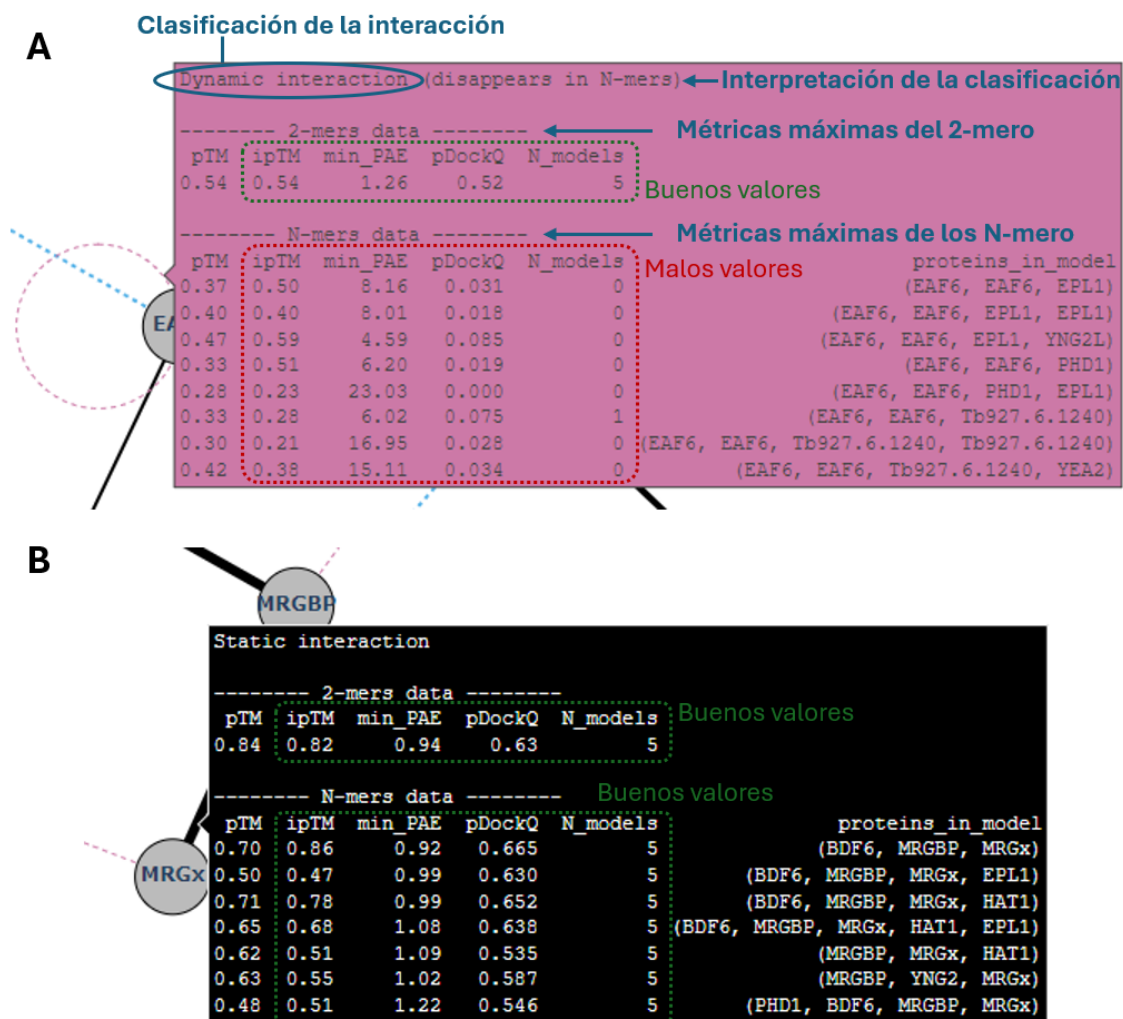 Clasificación de la interacción
A
Dynamic interaction (disappears in N-mers) Interpretación de la clasificación
-------- 2-mers data -------- Métricas máximas del 2-mero
pTM ipTM min_PAE pDockQ N_models
0.54 0.54 1.26 0.52 5 Buenos valores
-------- N-mers data -------- Métricas máximas de los N-mero
pTM ipTM min_PAE pDockQ N_models Malos valores proteins_in_model
0.37 0.50 8.16 0.031 0 (EAF6, EAF6, EPL1)
0.40 0.40 8.01 0.018 0 (EAF6, EAF6, EPL1, EPL1)
EA 0.47 0.59 4.59 0.085 0 (EAF6, EAF6, EPL1, YNG2L)
0.33 0.51 6.20 0.019 0 (EAF6, EAF6, PHD1)
0.28 0.23 23.03 0.000 0 (EAF6, EAF6, PHD1, EPL1)
0.33 0.28 6.02 0.075 1 (EAF6, EAF6, Tb927.6.1240)
0.30 0.21 16.95 0.028 0 (EAF6, EAF6, Tb927.6.1240, Tb927.6.1240)
0.42 0.38 15.11 0.034 0 (EAF6, EAF6, Tb927.6.1240, YEA2)
B
MRGBP
Static interaction
-------- 2-mers data --------
pTM ipTM min_PAE pDockQ N_models Buenos valores
0.84 0.82 0.94 0.63 5
-------- N-mers data -------- Buenos valores
pTM ipTM min_PAE pDockQ N_models proteins_in_model
0.70 0.86 0.92 0.665 5 (BDF6, MRGBP, MRGx)
MRGx 0.50 0.47 0.99 0.630 5 (BDF6, MRGBP, MRGx, EPL1)
0.71 0.78 0.99 0.652 5 (BDF6, MRGBP, MRGx, HAT1)
0.65 0.68 1.08 0.638 5 (BDF6, MRGBP, MRGx, HAT1, EPL1)
0.62 0.51 1.09 0.535 5 (MRGBP, MRGx, HAT1)
0.63 0.55 1.02 0.587 5 (MRGBP, YNG2, MRGx)
0.48 0.51 1.22 0.546 5 (PHD1, BDF6, MRGBP, MRGx)